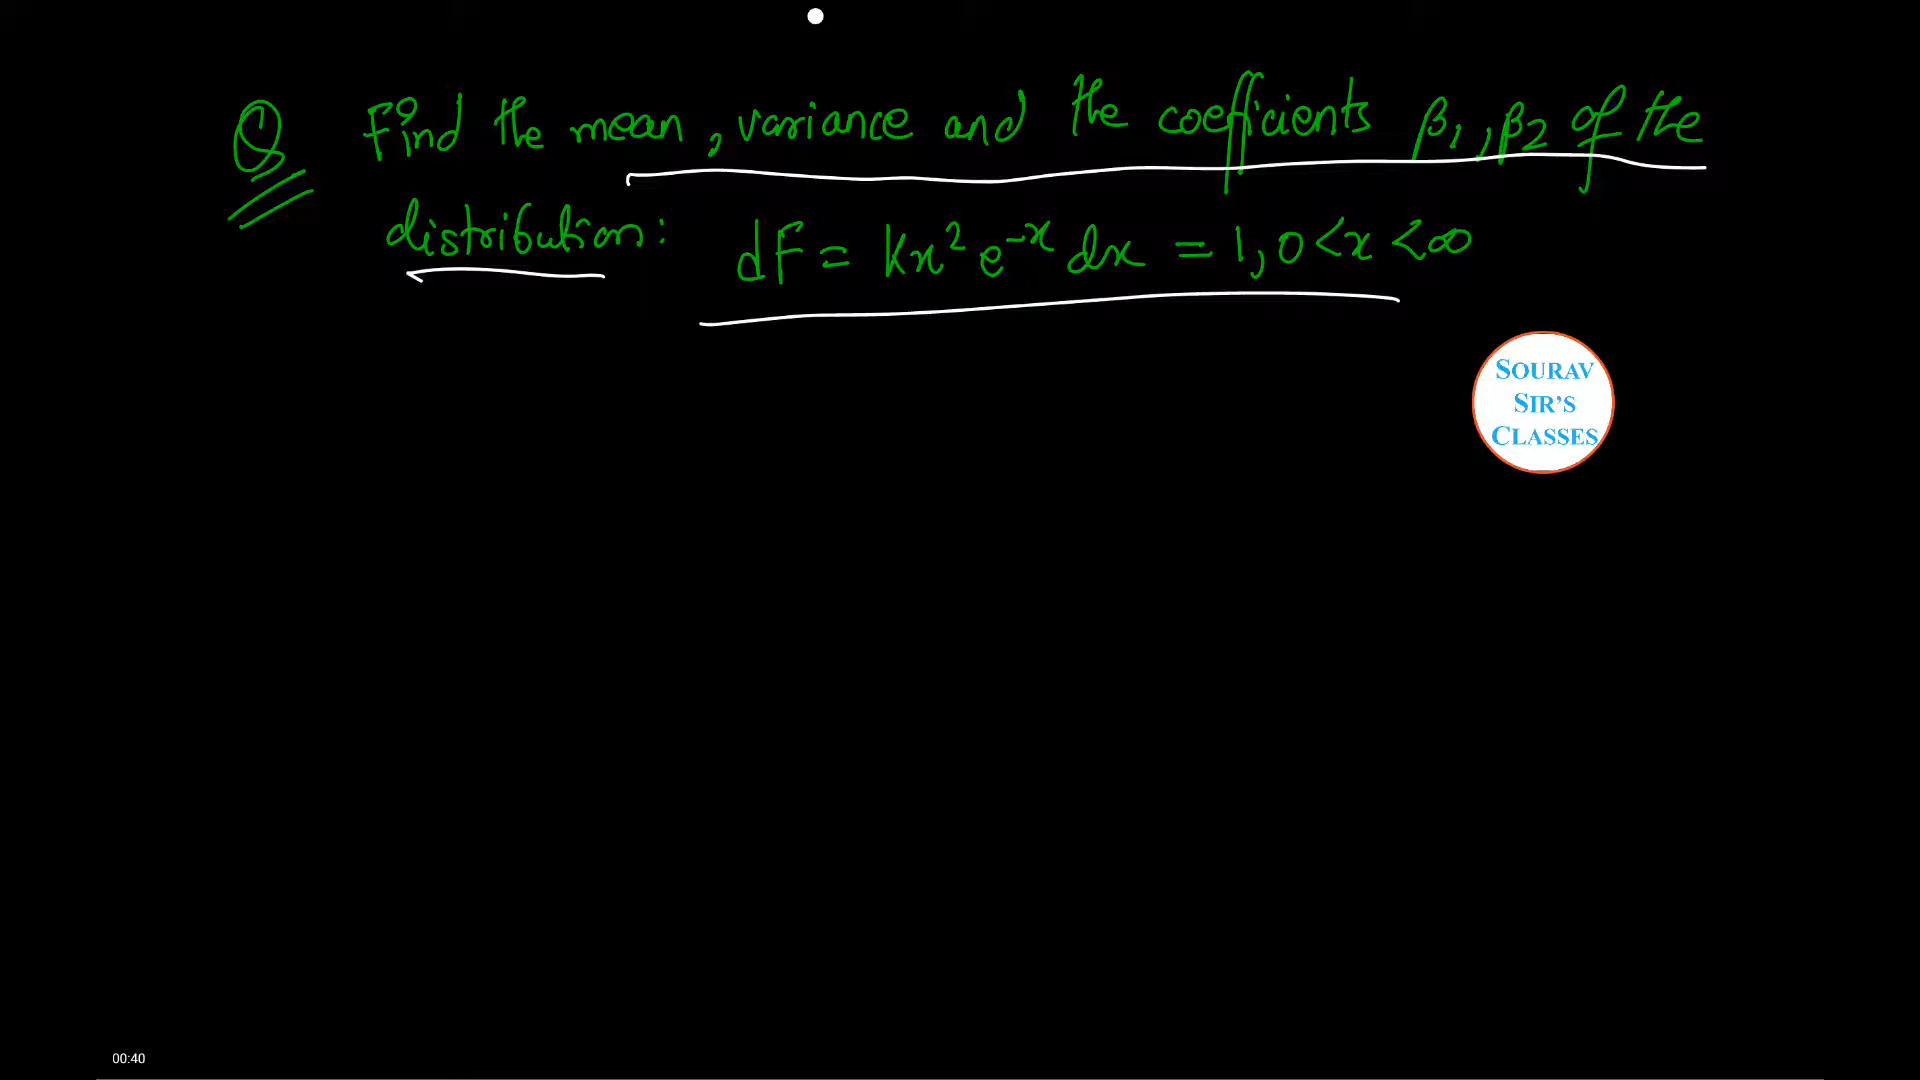 Q Find the mean, variance and the coefficients β1, β2 of the
distribution: dF = kx² e⁻ˣ dx = 1, 0 < x < ∞
SOURAV
SIR'S
CLASSES
00:40